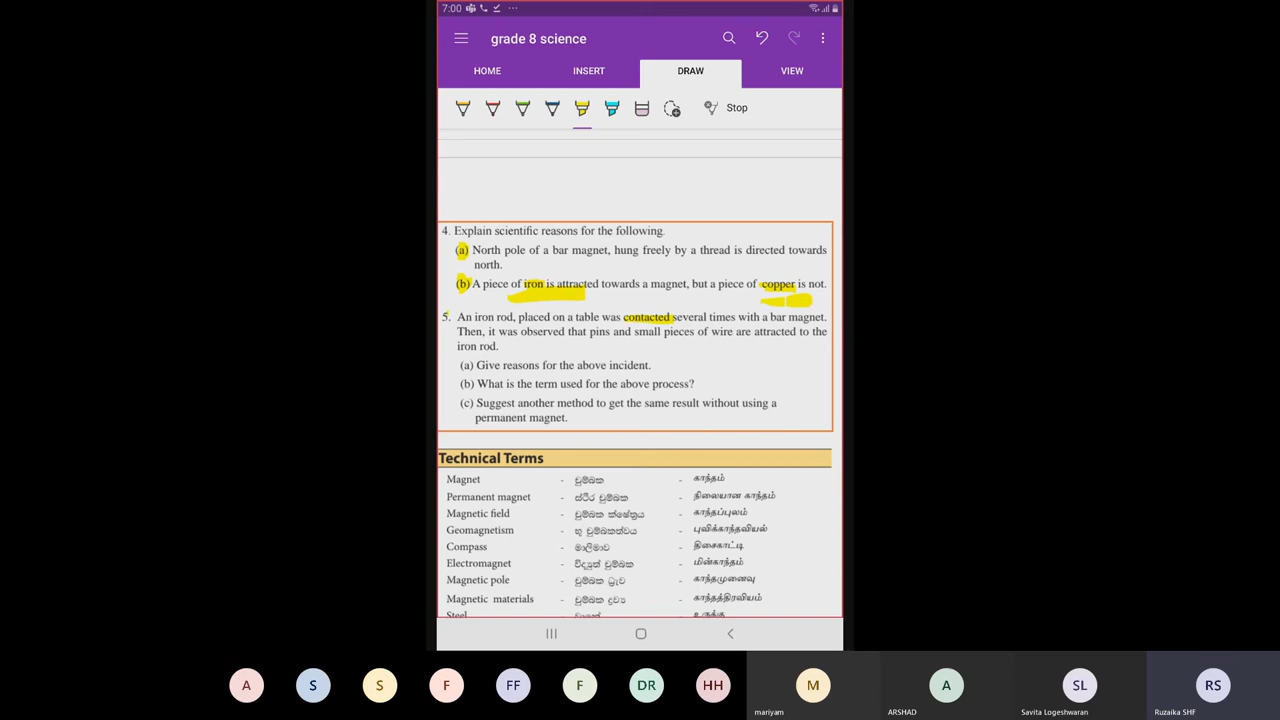 7:00
grade 8 science
HOME INSERT DRAW VIEW
Stop
4. Explain scientific reasons for the following.
(a) North pole of a bar magnet, hung freely by a thread is directed towards
north.
(b) A piece of iron is attracted towards a magnet, but a piece of copper is not.
5. An iron rod, placed on a table was contacted several times with a bar magnet.
Then, it was observed that pins and small pieces of wire are attracted to the
iron rod.
(a) Give reasons for the above incident.
(b) What is the term used for the above process?
(c) Suggest another method to get the same result without using a
permanent magnet.
Technical Terms
Magnet - චුම්බක - காந்தம்
Permanent magnet - ස්ථිර චුම්බක - நிலையான காந்தம்
Magnetic field - චුම්බක ක්ෂේත්‍රය - காந்தப்புலம்
Geomagnetism - භූ චුම්බකත්වය - புவிக்காந்தவியல்
Compass - මාලිමාව - திசைகாட்டி
Electromagnet - විද්‍යුත් චුම්බක - மின்காந்தம்
Magnetic pole - චුම්බක ධ්‍රැව - காந்தமுனைவு
Magnetic materials - චුම්බක ද්‍රව්‍ය - காந்தத்திரவியம்
Steel
A S S F FF F DR HH M A SL RS
mariyam ARSHAD Savita Logeshwaran Ruzaika SHF